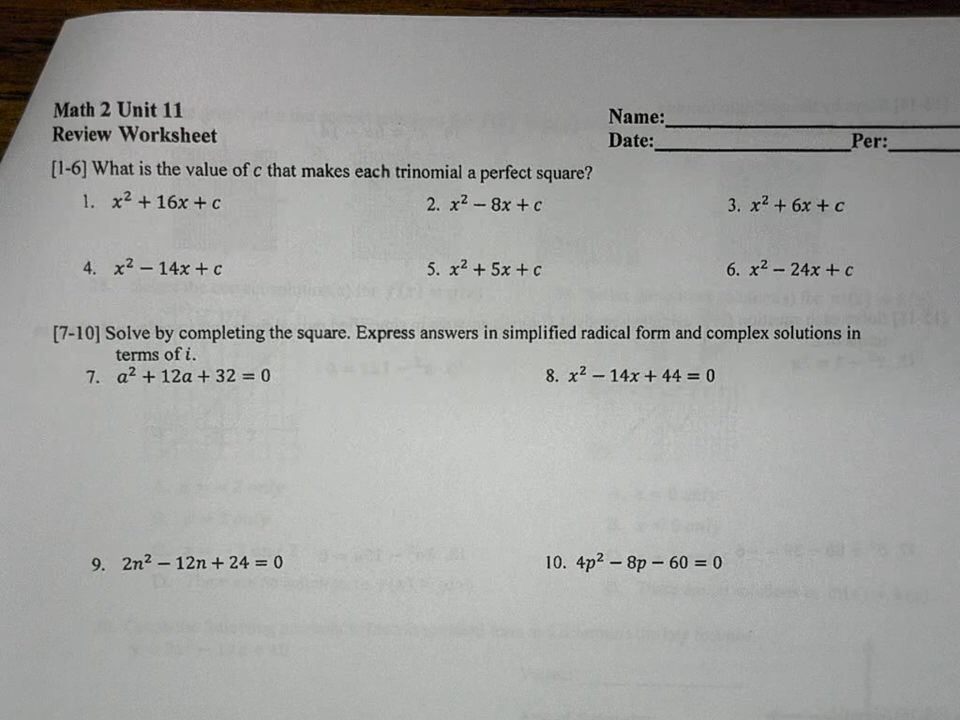 Math 2 Unit 11
Review Worksheet
Name:
Date: Per:
[1-6] What is the value of c that makes each trinomial a perfect square?
1. x² + 16x + c 2. x² − 8x + c 3. x² + 6x + c
4. x² − 14x + c 5. x² + 5x + c 6. x² − 24x + c
[7-10] Solve by completing the square. Express answers in simplified radical form and complex solutions in
terms of i.
7. a² + 12a + 32 = 0 8. x² − 14x + 44 = 0
9. 2n² − 12n + 24 = 0 10. 4p² − 8p − 60 = 0